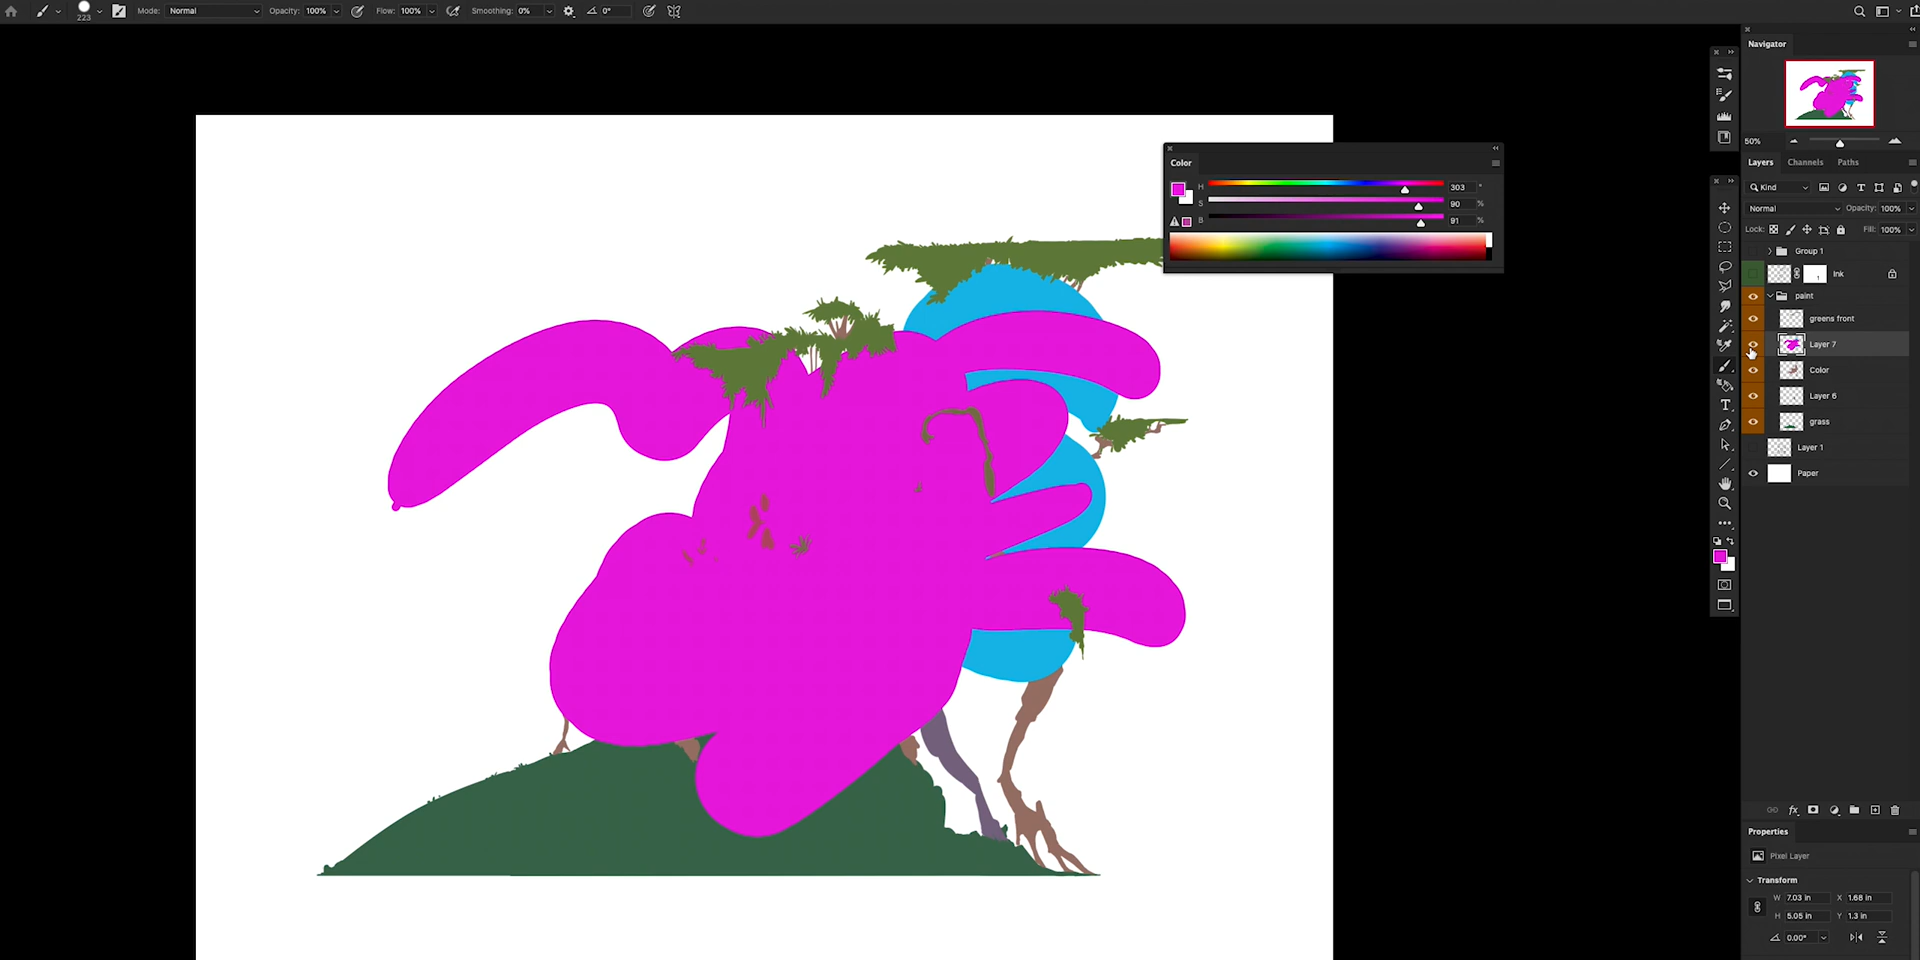 223 Mode: Normal Opacity: 100% Flow: 100% Smoothing: 0% 0°
Navigator
50%
Layers Channels Paths
Kind
Normal Opacity: 100%
Lock: Fill: 100%
Group 1
Ink
paint
greens front
Layer 7
Color
Layer 6
grass
Layer 1
Paper
Color
H 303 °
S 90 %
B 91 %
Properties
Pixel Layer
Transform
W 7.03 in X 1.68 in
H 5.05 in Y 1.3 in
0.00°